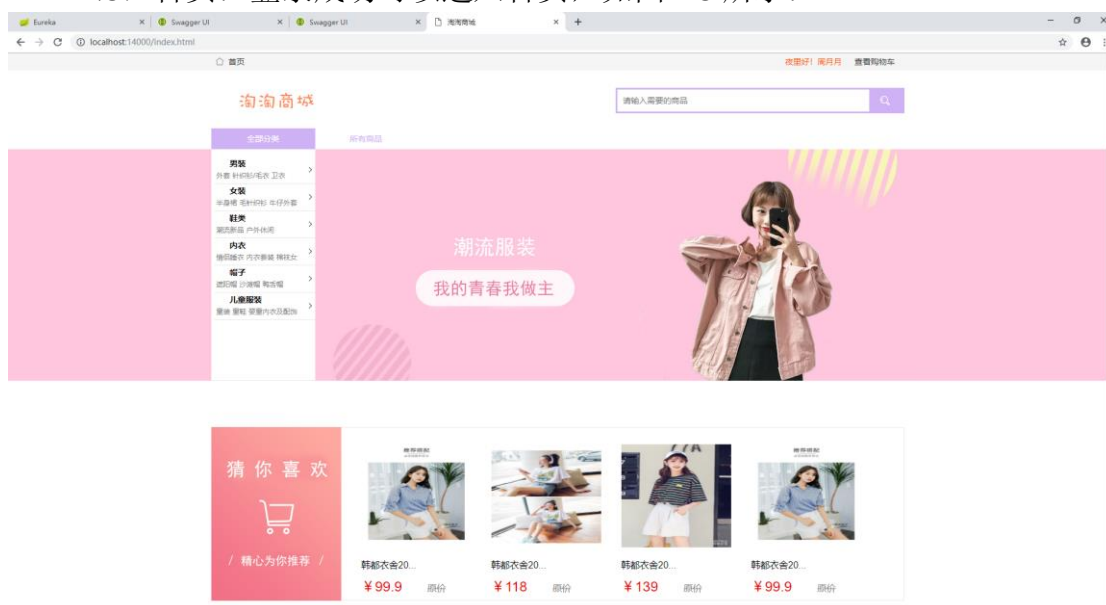 Eureka
Swagger UI
Swagger UI
淘淘商城
localhost:14000/index.html
首页
夜里好！周月月 查看购物车
淘淘商城
请输入需要的商品
全部分类
所有商品
男装
外套 针织衫/毛衣 卫衣
女装
半身裙 毛针织衫 牛仔外套
鞋类
潮流新品 户外休闲
内衣
情侣睡衣 内衣套装 棉袜女
帽子
遮阳帽 沙滩帽 鸭舌帽
儿童服装
童装 童鞋 婴童内衣及配饰
潮流服装
我的青春我做主
猜你喜欢
/ 精心为你推荐 /
韩都衣舍20...
¥99.9 原价
韩都衣舍20...
¥118 原价
韩都衣舍20...
¥139 原价
韩都衣舍20...
¥99.9 原价